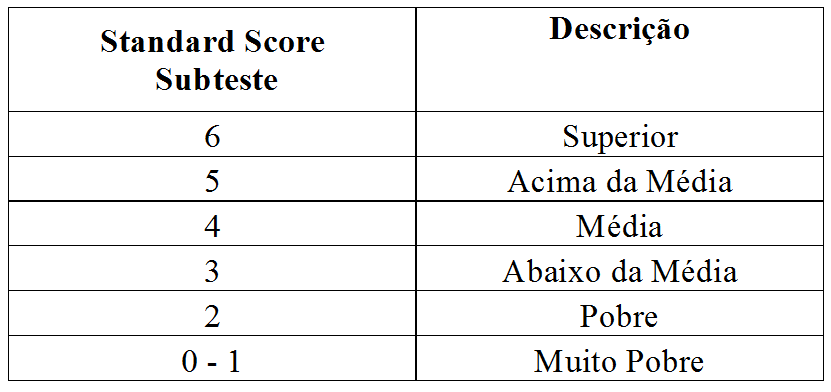 Standard Score Descrição
Subteste
6 Superior
5 Acima da Média
4 Média
3 Abaixo da Média
2 Pobre
0 - 1 Muito Pobre